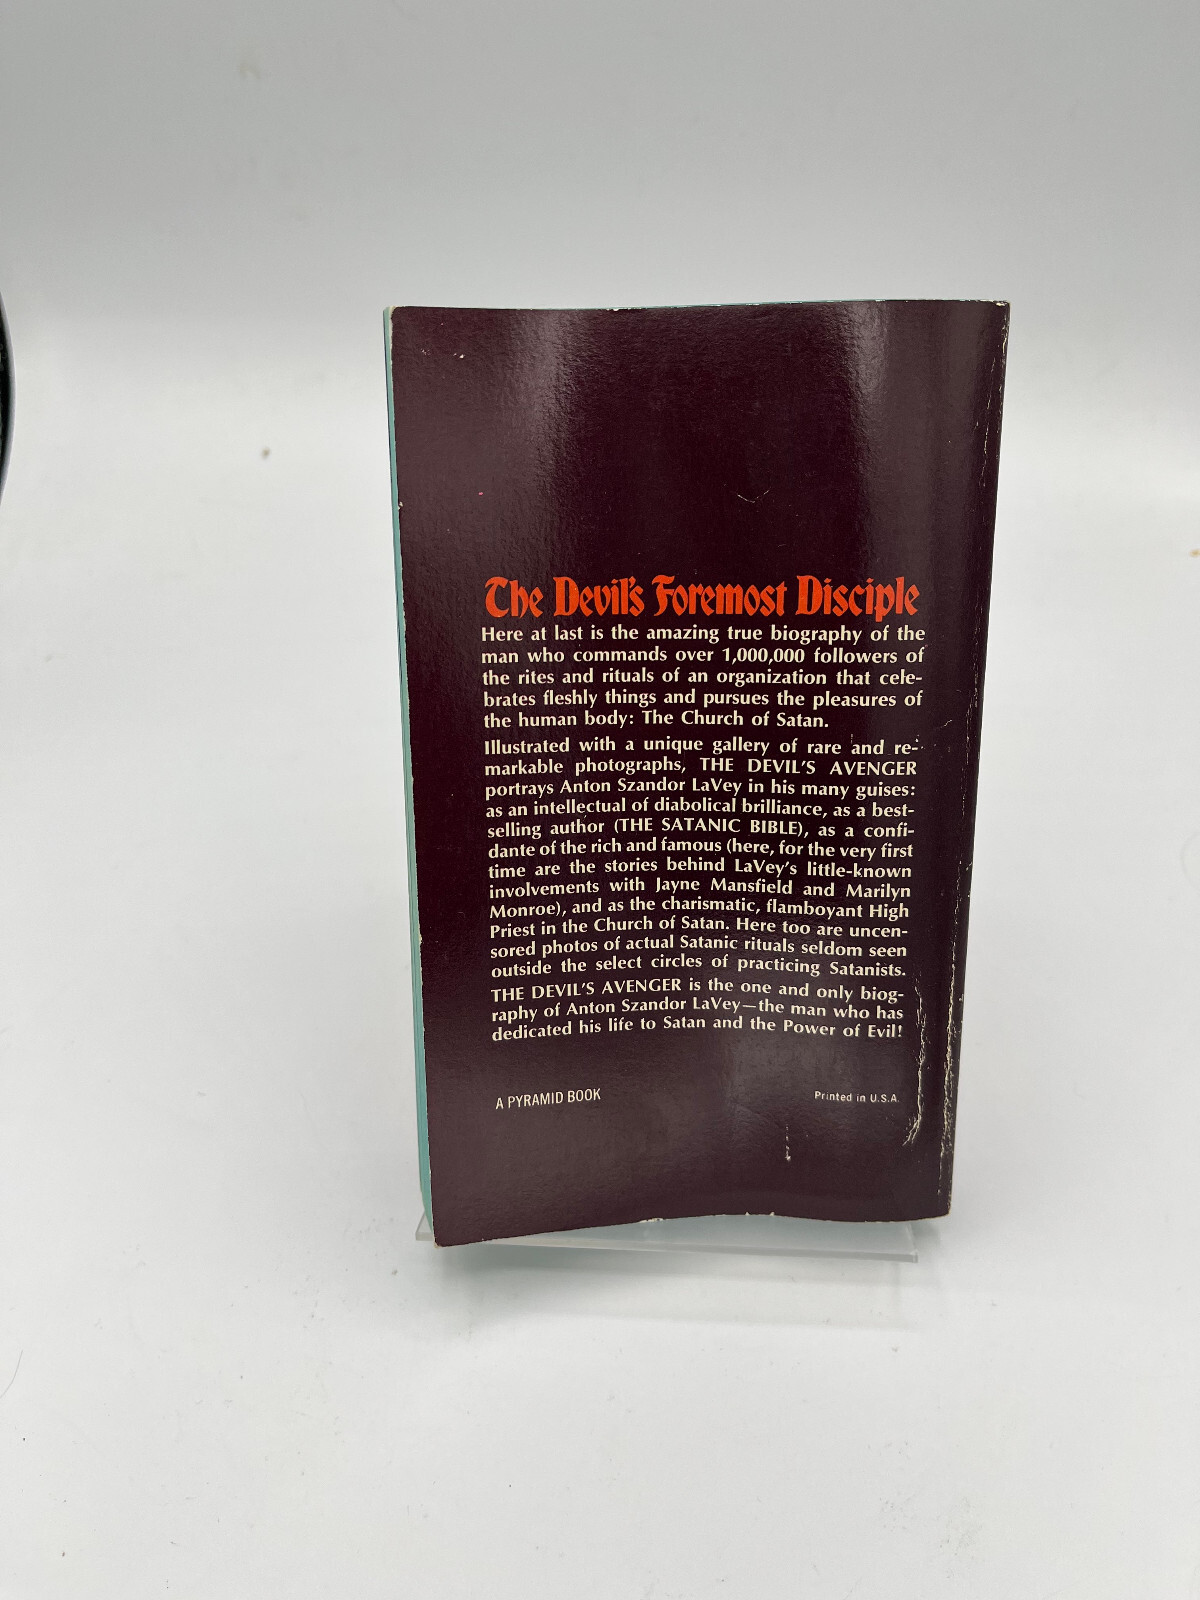 The Devil's Foremost Disciple
Here at last is the amazing true biography of the
man who commands over 1,000,000 followers of
the rites and rituals of an organization that cele-
brates fleshly things and pursues the pleasures of
the human body: The Church of Satan.
Illustrated with a unique gallery of rare and re-
markable photographs, THE DEVIL'S AVENGER
portrays Anton Szandor LaVey in his many guises:
as an intellectual of diabolical brilliance, as a best-
selling author (THE SATANIC BIBLE), as a confi-
dante of the rich and famous (here, for the very first
time are the stories behind LaVey's little-known
involvements with Jayne Mansfield and Marilyn
Monroe), and as the charismatic, flamboyant High
Priest in the Church of Satan. Here too are uncen-
sored photos of actual Satanic rituals seldom seen
outside the select circles of practicing Satanists.
THE DEVIL'S AVENGER is the one and only biog-
raphy of Anton Szandor LaVey—the man who has
dedicated his life to Satan and the Power of Evil!
A PYRAMID BOOK
Printed in U.S.A.